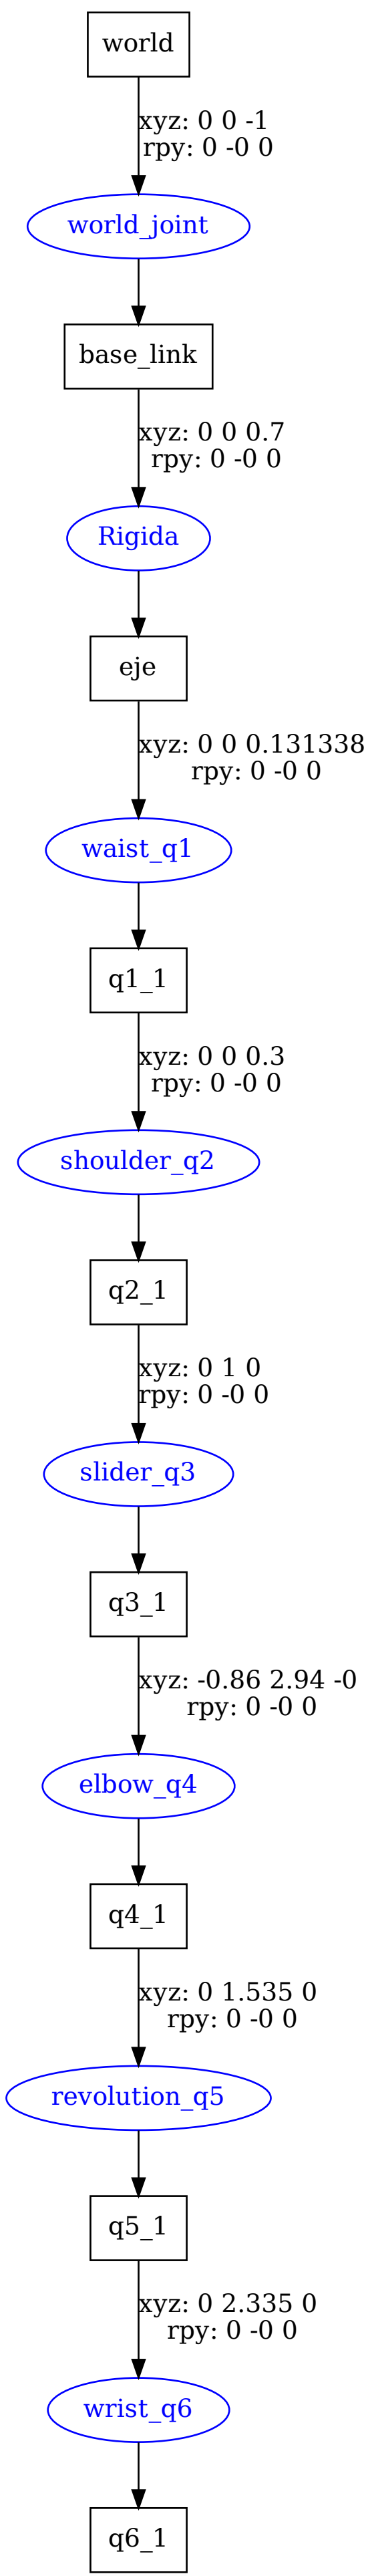 world
xyz: 0 0 -1
rpy: 0 -0 0
world_joint
base_link
xyz: 0 0 0.7
rpy: 0 -0 0
Rigida
eje
xyz: 0 0 0.131338
rpy: 0 -0 0
waist_q1
q1_1
xyz: 0 0 0.3
rpy: 0 -0 0
shoulder_q2
q2_1
xyz: 0 1 0
rpy: 0 -0 0
slider_q3
q3_1
xyz: -0.86 2.94 -0
rpy: 0 -0 0
elbow_q4
q4_1
xyz: 0 1.535 0
rpy: 0 -0 0
revolution_q5
q5_1
xyz: 0 2.335 0
rpy: 0 -0 0
wrist_q6
q6_1